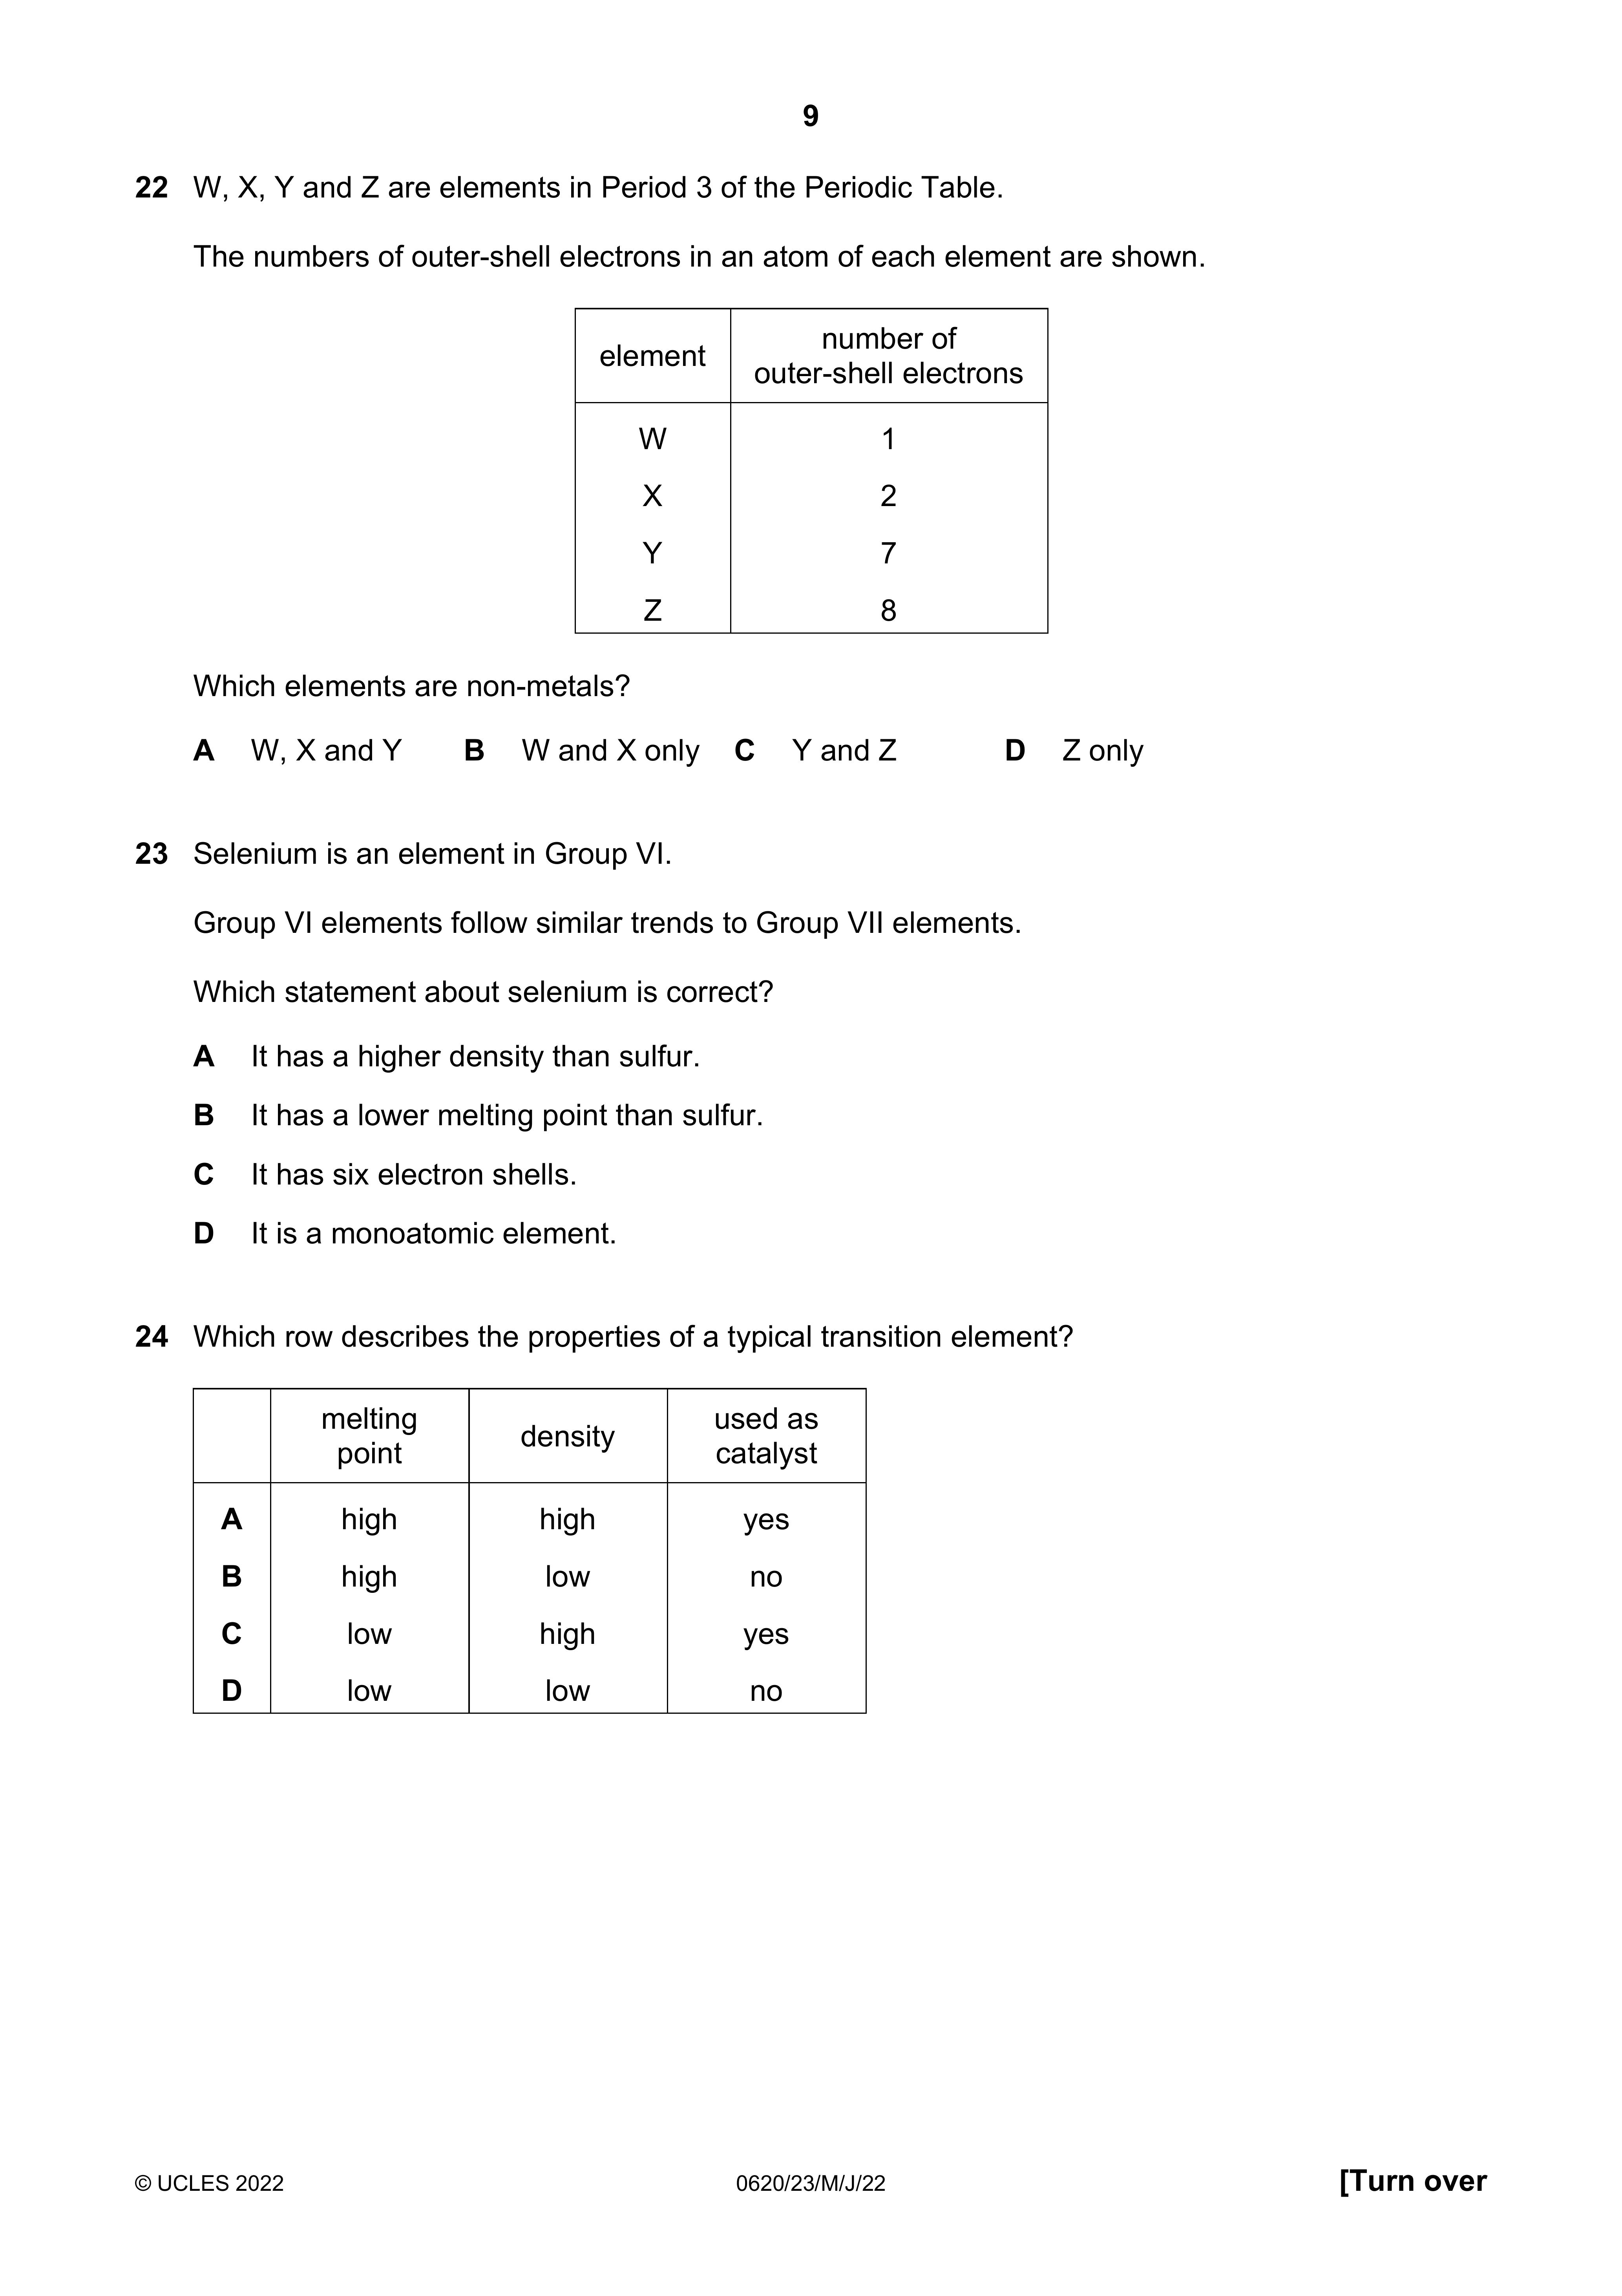 9
22 W, X, Y and Z are elements in Period 3 of the Periodic Table.
The numbers of outer-shell electrons in an atom of each element are shown.
element
number of
outer-shell electrons
W 1
X 2
Y 7
Z 8
Which elements are non-metals?
A W, X and Y B W and X only C Y and Z D Z only
23 Selenium is an element in Group VI.
Group VI elements follow similar trends to Group VII elements.
Which statement about selenium is correct?
A It has a higher density than sulfur.
B It has a lower melting point than sulfur.
C It has six electron shells.
D It is a monoatomic element.
24 Which row describes the properties of a typical transition element?
melting
point
density
used as
catalyst
A high high yes
B high low no
C low high yes
D low low no
© UCLES 2022 0620/23/M/J/22 [Turn over